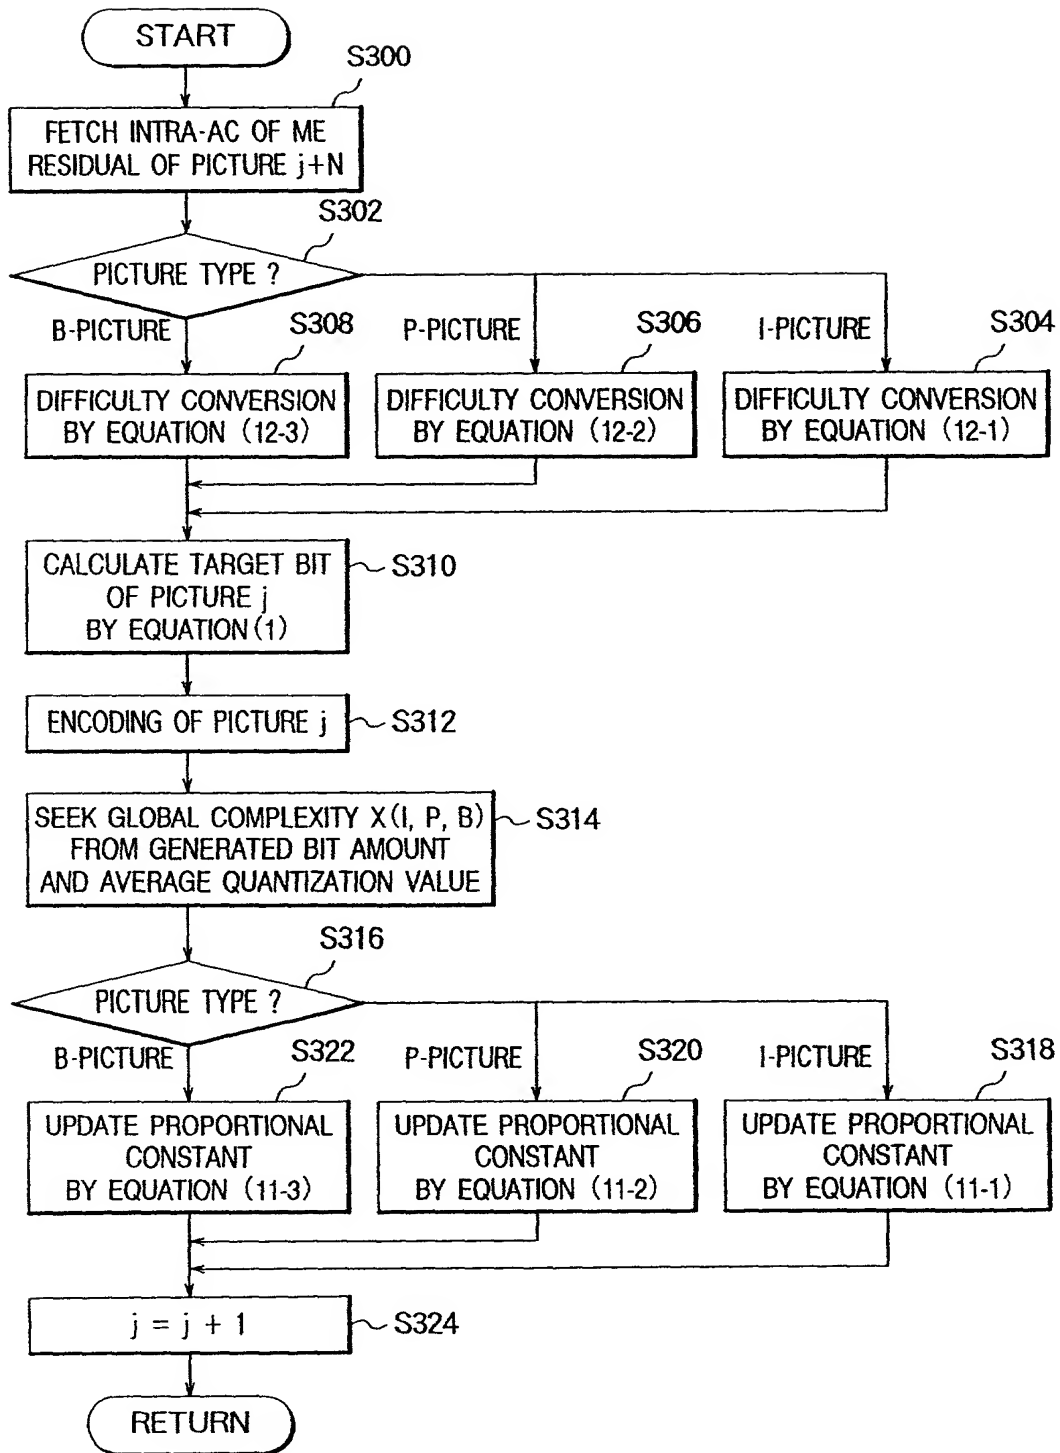 START
S300
FETCH INTRA-AC OF ME
RESIDUAL OF PICTURE j+N
S302
PICTURE TYPE ?
B-PICTURE
S308
P-PICTURE
S306
I-PICTURE
S304
DIFFICULTY CONVERSION
BY EQUATION (12-3)
DIFFICULTY CONVERSION
BY EQUATION (12-2)
DIFFICULTY CONVERSION
BY EQUATION (12-1)
CALCULATE TARGET BIT
OF PICTURE j
BY EQUATION(1)
S310
ENCODING OF PICTURE j
S312
SEEK GLOBAL COMPLEXITY X(I, P, B)
FROM GENERATED BIT AMOUNT
AND AVERAGE QUANTIZATION VALUE
S314
S316
PICTURE TYPE ?
B-PICTURE
S322
P-PICTURE
S320
I-PICTURE
S318
UPDATE PROPORTIONAL
CONSTANT
BY EQUATION (11-3)
UPDATE PROPORTIONAL
CONSTANT
BY EQUATION (11-2)
UPDATE PROPORTIONAL
CONSTANT
BY EQUATION (11-1)
j = j + 1
S324
RETURN